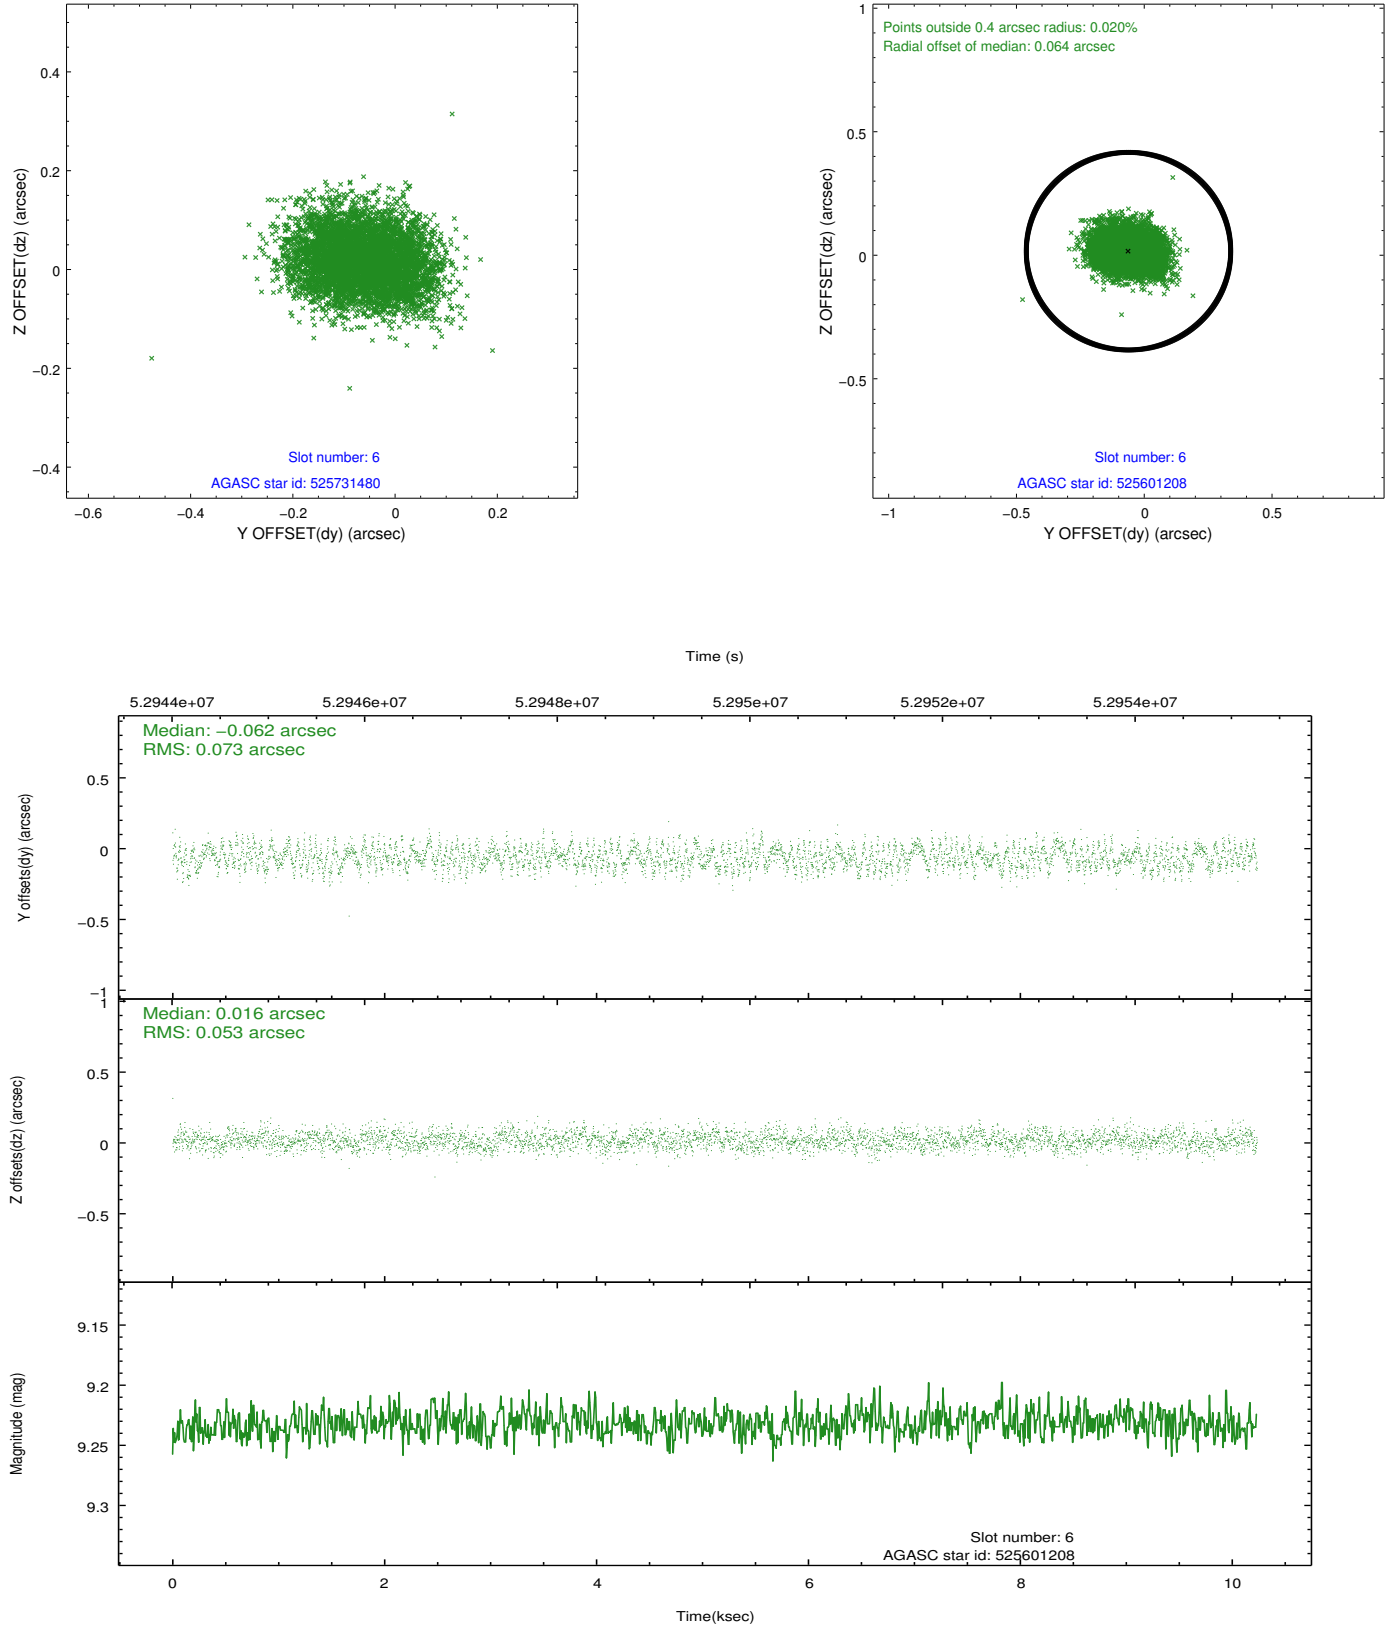 0.4
0.2
0
−0.2
−0.4
Z OFFSET(dz) (arcsec)
Slot number: 6
AGASC star id: 525731480
−0.6
−0.4
−0.2
0
0.2
Y OFFSET(dy) (arcsec)
Points outside 0.4 arcsec radius: 0.020%
Radial offset of median: 0.064 arcsec
1
0.5
0
−0.5
Z OFFSET(dz) (arcsec)
Slot number: 6
AGASC star id: 525601208
−1
−0.5
0
0.5
Y OFFSET(dy) (arcsec)
Time (s)
5.2944e+07
5.2946e+07
5.2948e+07
5.295e+07
5.2952e+07
5.2954e+07
Median: −0.062 arcsec
RMS: 0.073 arcsec
0.5
0
−0.5
−1
Y offsets(dy) (arcsec)
Median: 0.016 arcsec
RMS: 0.053 arcsec
1
0.5
0
−0.5
Z offsets(dz) (arcsec)
9.15
9.2
9.25
9.3
Magnitude (mag)
Slot number: 6
AGASC star id: 525601208
0
2
4
6
8
10
Time(ksec)